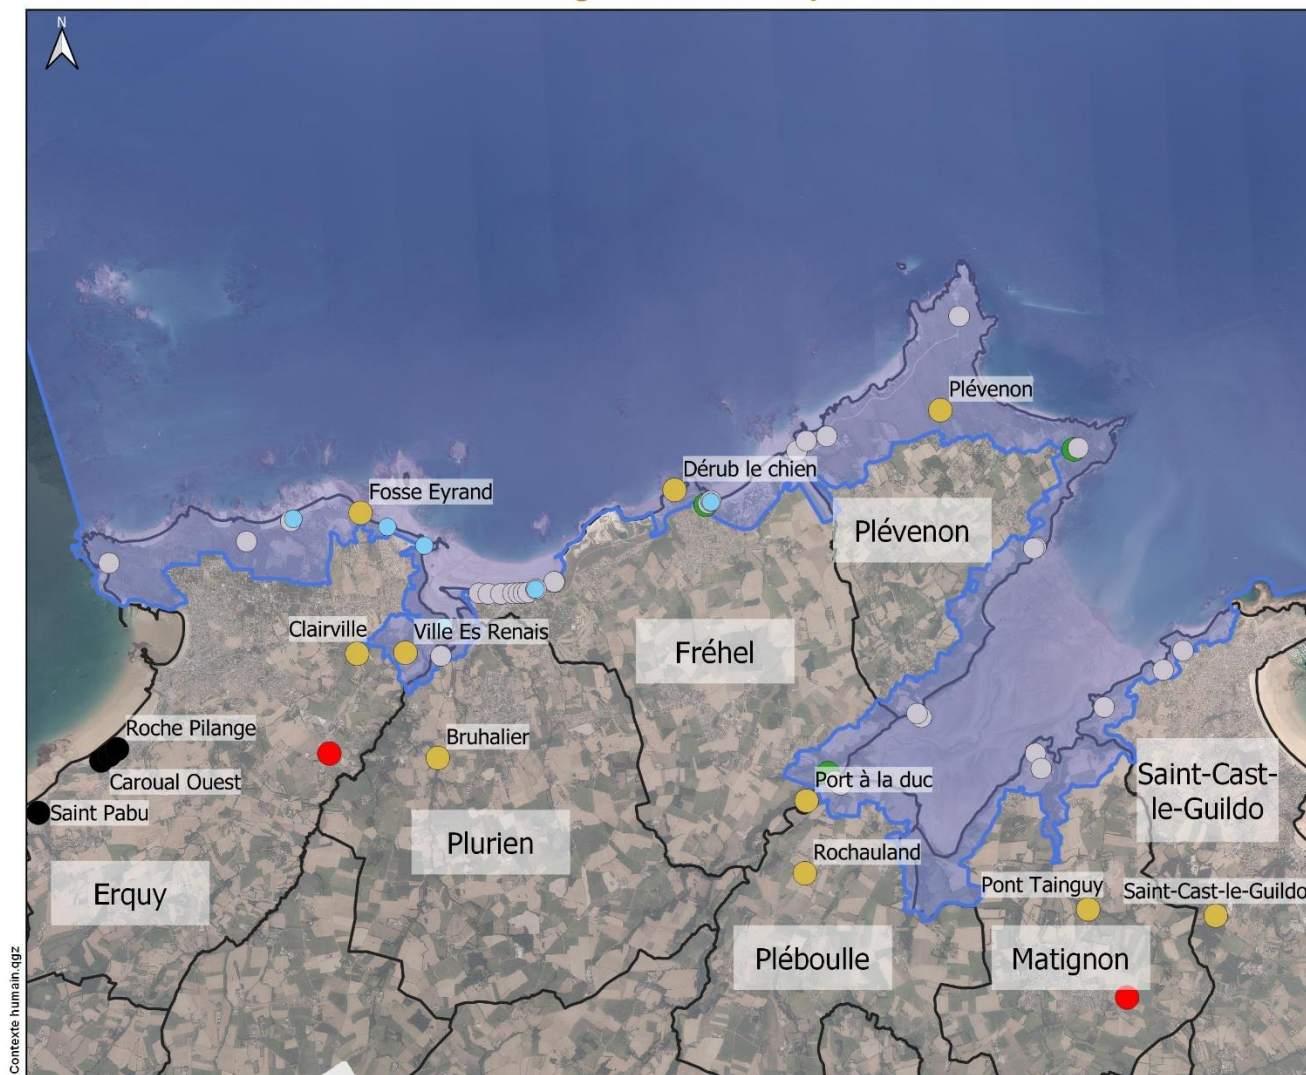 N
Plévenon
Dérub le chien
Fosse Eyrand
Plévenon
Clairville
Ville Es Renais
Fréhel
Roche Pilange
Bruhalier
Caroual Ouest
Port à la duc
Saint-Cast-
le-Guildo
Saint Pabu
Plurien
Rochauland
Erquy
Pont Tainguy
Saint-Cast-le-Guildo
Pléboulle
Matignon
Contexte humain.qgz